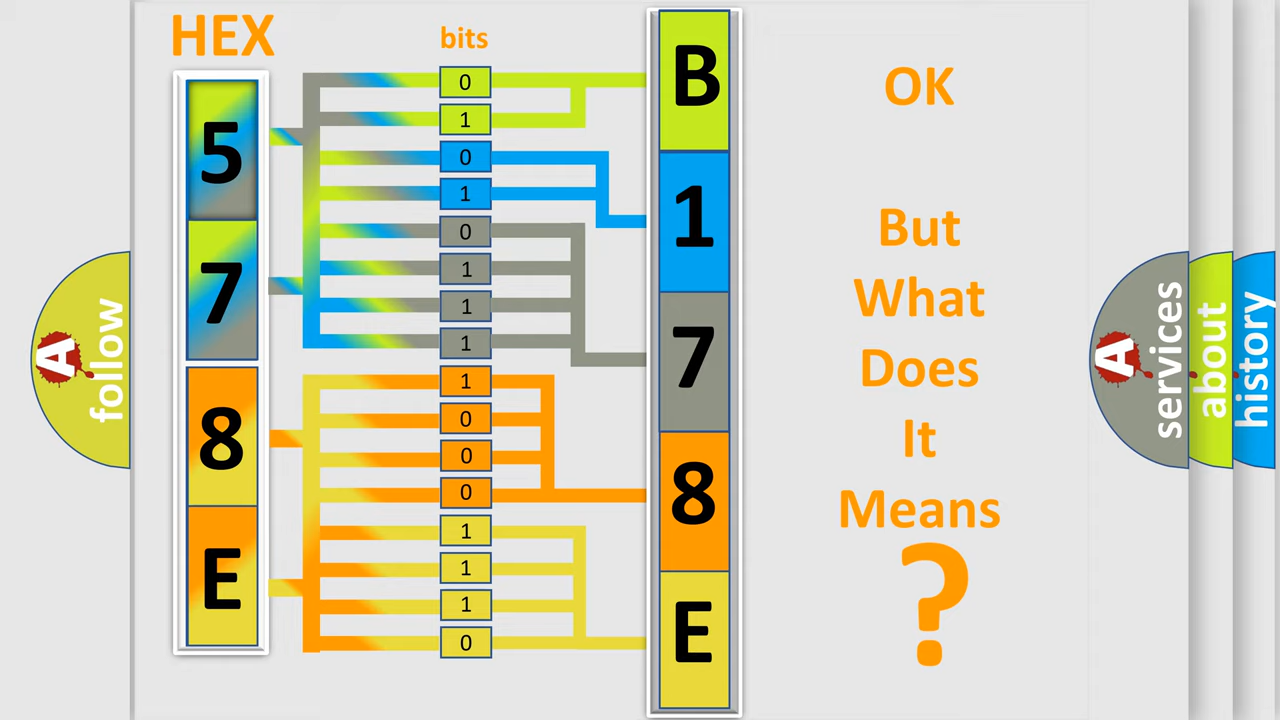 HEX
bits
5
7
8
E
0
1
0
1
0
1
1
1
1
0
0
0
1
1
1
0
B
1
7
8
E
OK
But
What
Does
It
Means
?
A
follow
A
services
about
history